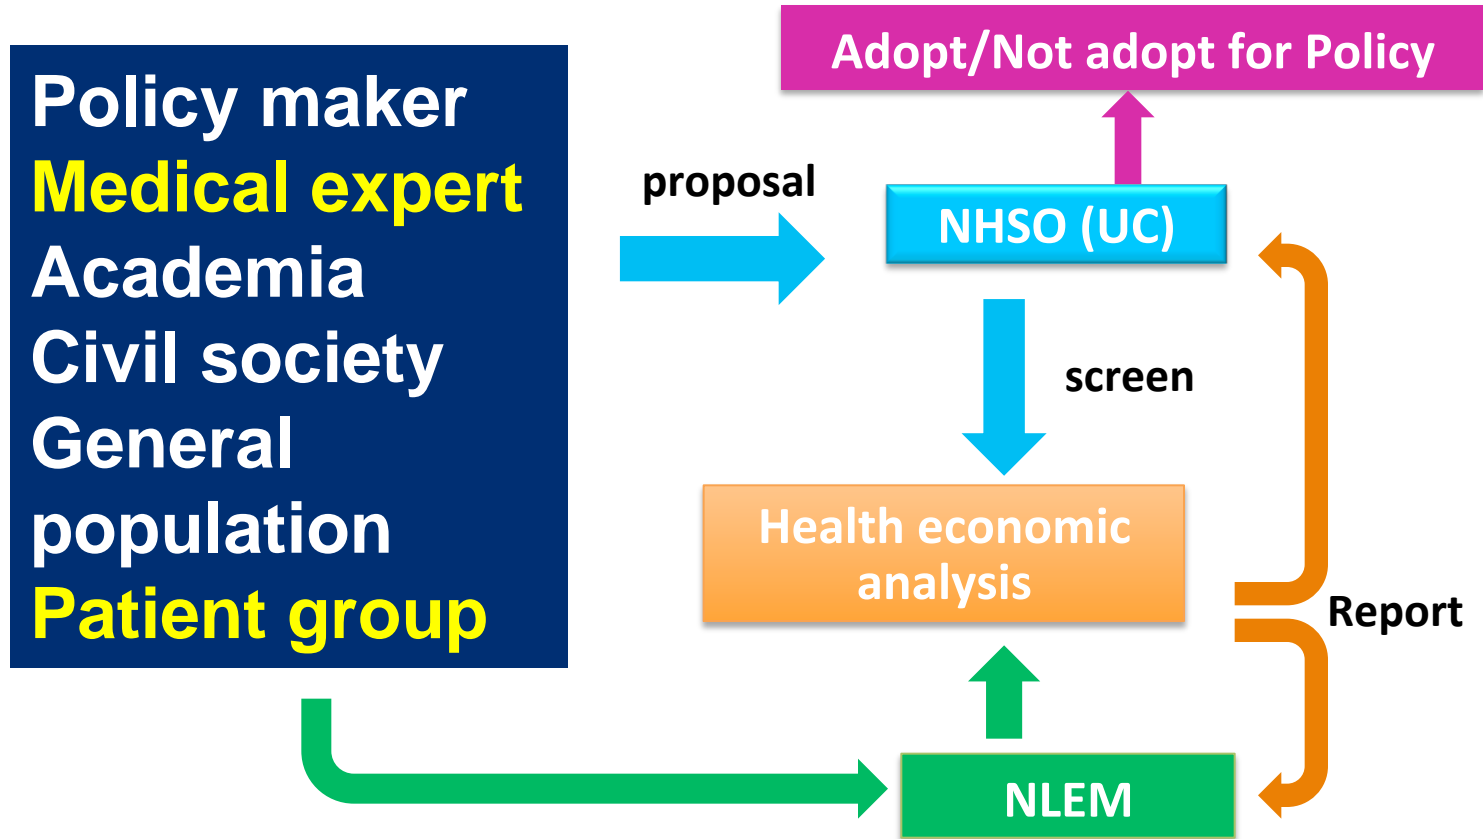 Policy maker
Medical expert
Academia
Civil society
General
population
Patient group
Adopt/Not adopt for Policy
proposal
NHSO (UC)
screen
Health economic
analysis
Report
NLEM